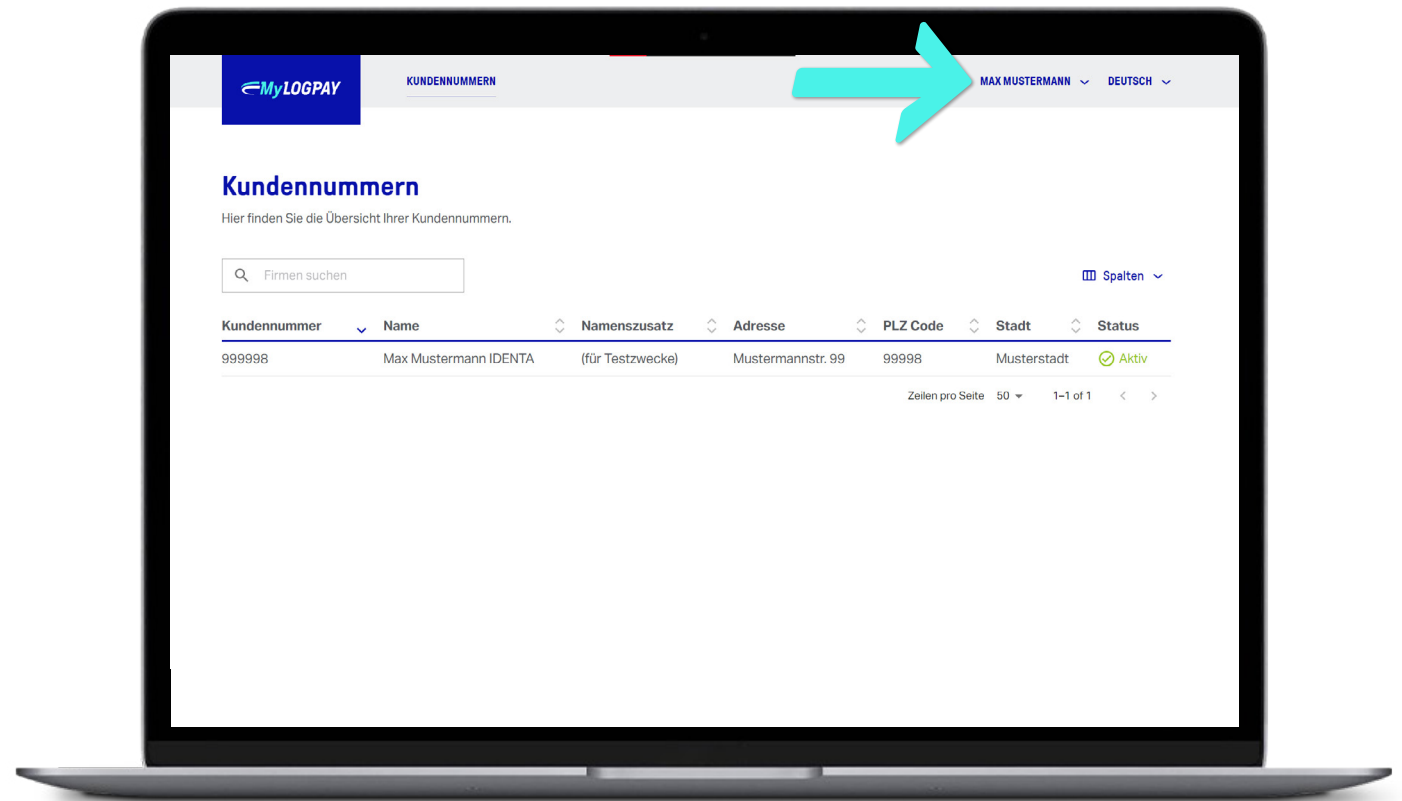 MyLOGPAY KUNDENNUMMERN MAX MUSTERMANN DEUTSCH
Kundennummern
Hier finden Sie die Übersicht Ihrer Kundennummern.
Firmen suchen Spalten
Kundennummer Name Namenszusatz Adresse PLZ Code Stadt Status
999998 Max Mustermann IDENTA (für Testzwecke) Mustermannstr. 99 99998 Musterstadt Aktiv
Zeilen pro Seite 50 1–1 of 1